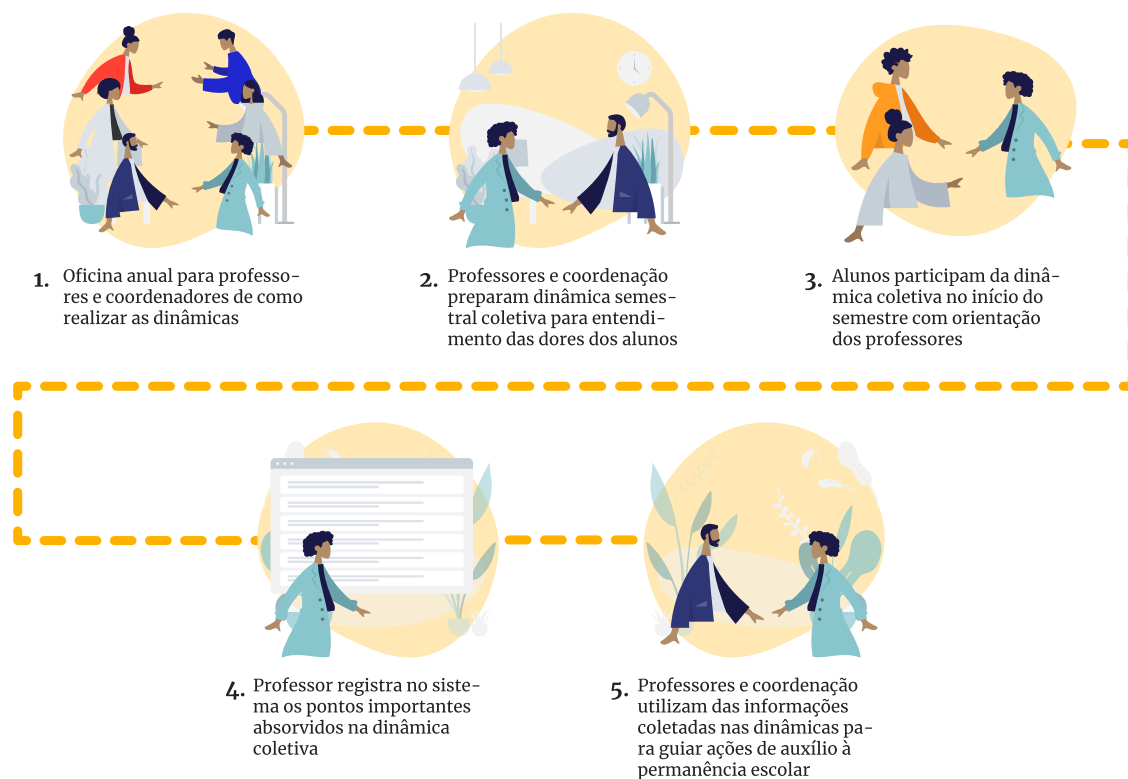 1. Oficina anual para professo-
res e coordenadores de como
realizar as dinâmicas
2. Professores e coordenação
preparam dinâmica semes-
tral coletiva para entendi-
mento das dores dos alunos
3. Alunos participam da dinâ-
mica coletiva no início do
semestre com orientação
dos professores
4. Professor registra no siste-
ma os pontos importantes
absorvidos na dinâmica
coletiva
5. Professores e coordenação
utilizam das informações
coletadas nas dinâmicas pa-
ra guiar ações de auxílio à
permanência escolar